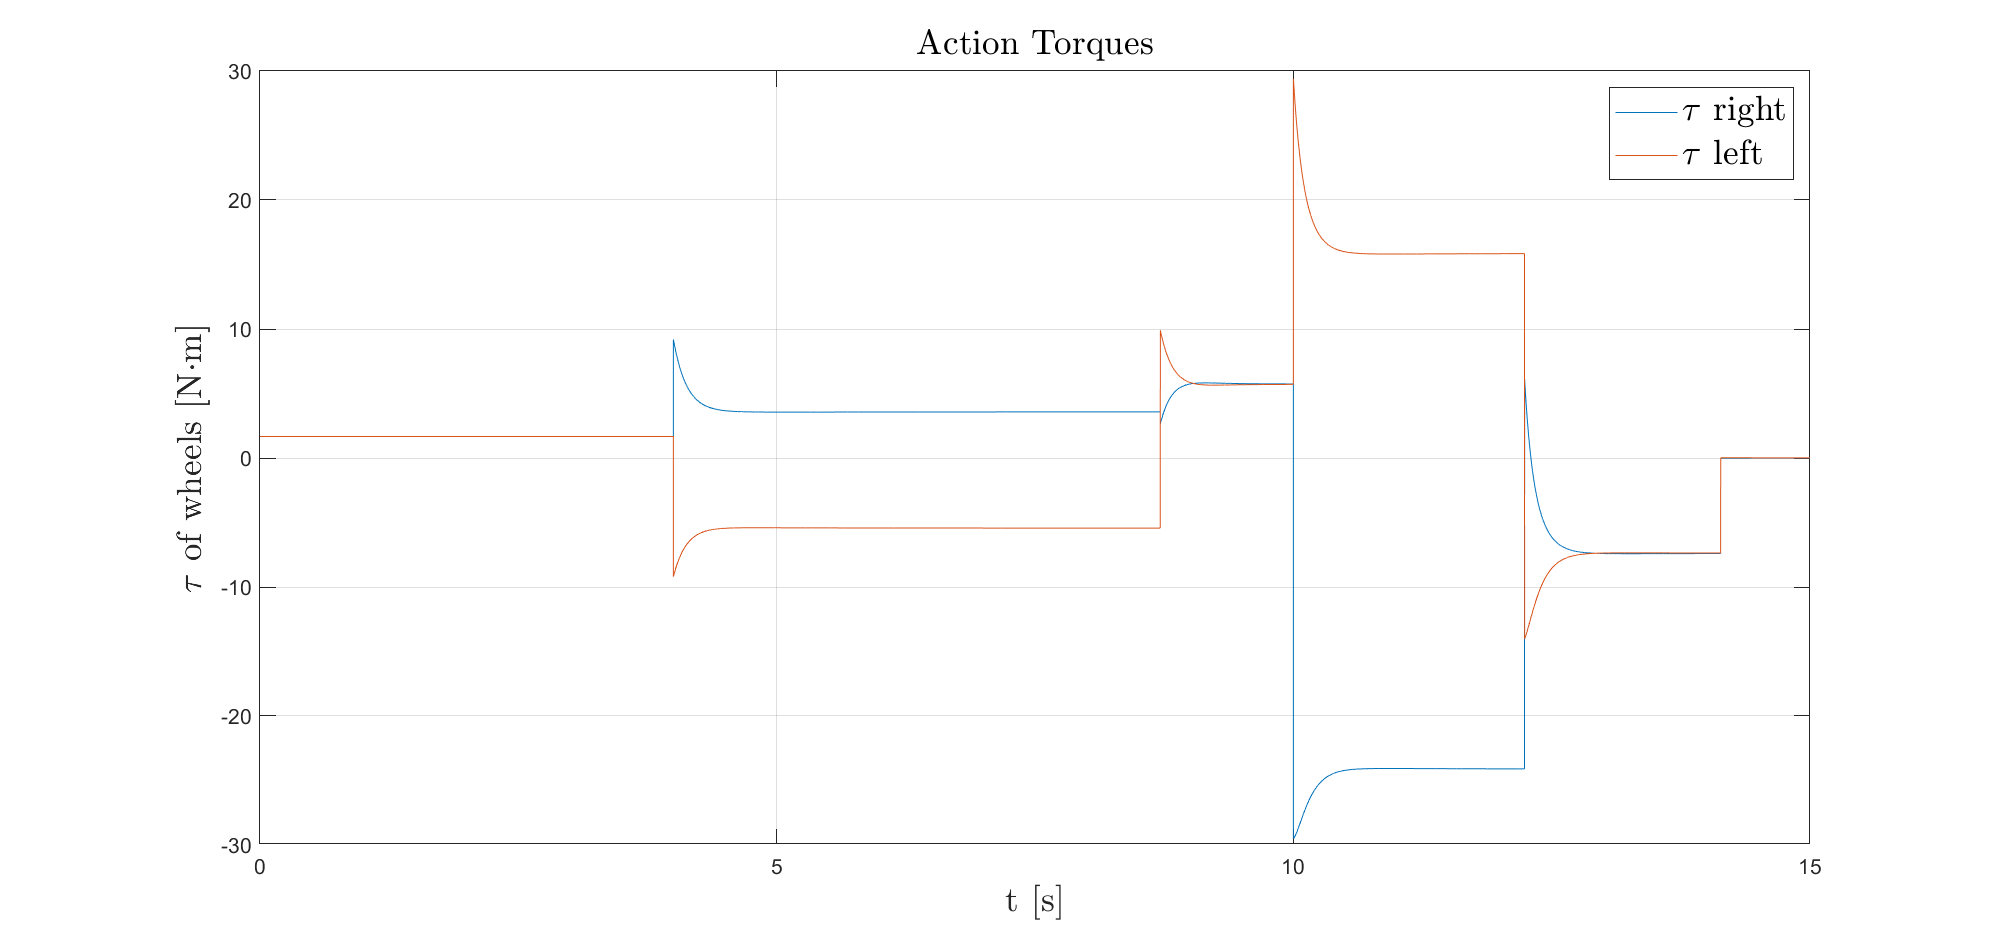 Action Torques
30
20
10
0
-10
-20
-30
τ of wheels [N·m]
τ right
τ left
0 5 10 15
t [s]